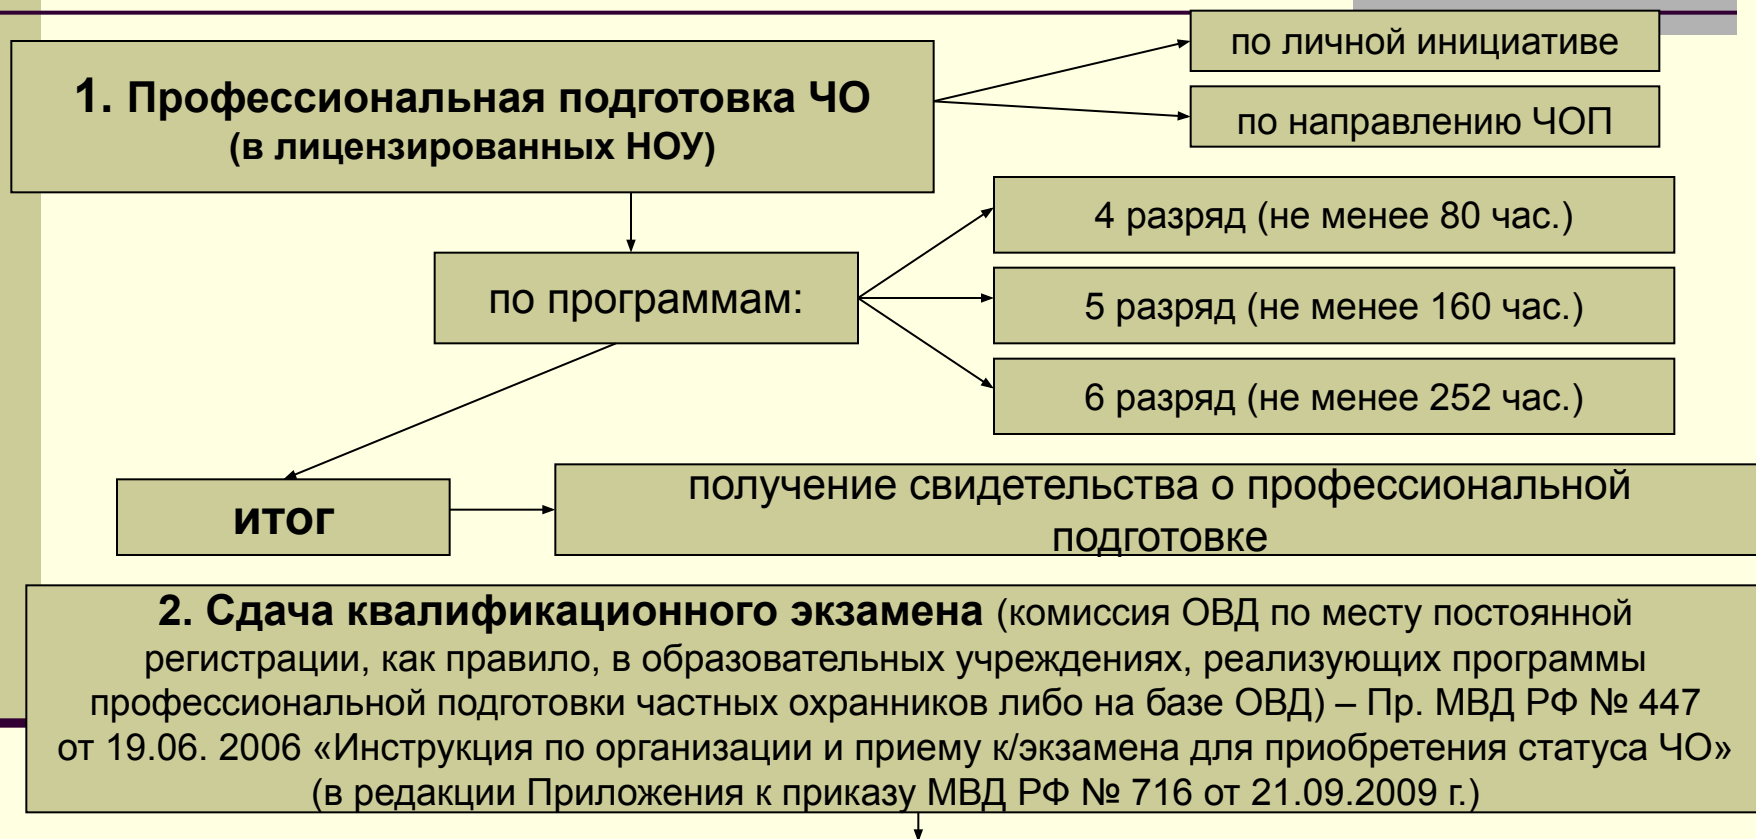 1. Профессиональная подготовка ЧО
(в лицензированных НОУ)
по личной инициативе
по направлению ЧОП
по программам:
4 разряд (не менее 80 час.)
5 разряд (не менее 160 час.)
6 разряд (не менее 252 час.)
итог
получение свидетельства о профессиональной
подготовке
2. Сдача квалификационного экзамена (комиссия ОВД по месту постоянной
регистрации, как правило, в образовательных учреждениях, реализующих программы
профессиональной подготовки частных охранников либо на базе ОВД) – Пр. МВД РФ № 447
от 19.06. 2006 «Инструкция по организации и приему к/экзамена для приобретения статуса ЧО»
(в редакции Приложения к приказу МВД РФ № 716 от 21.09.2009 г.)